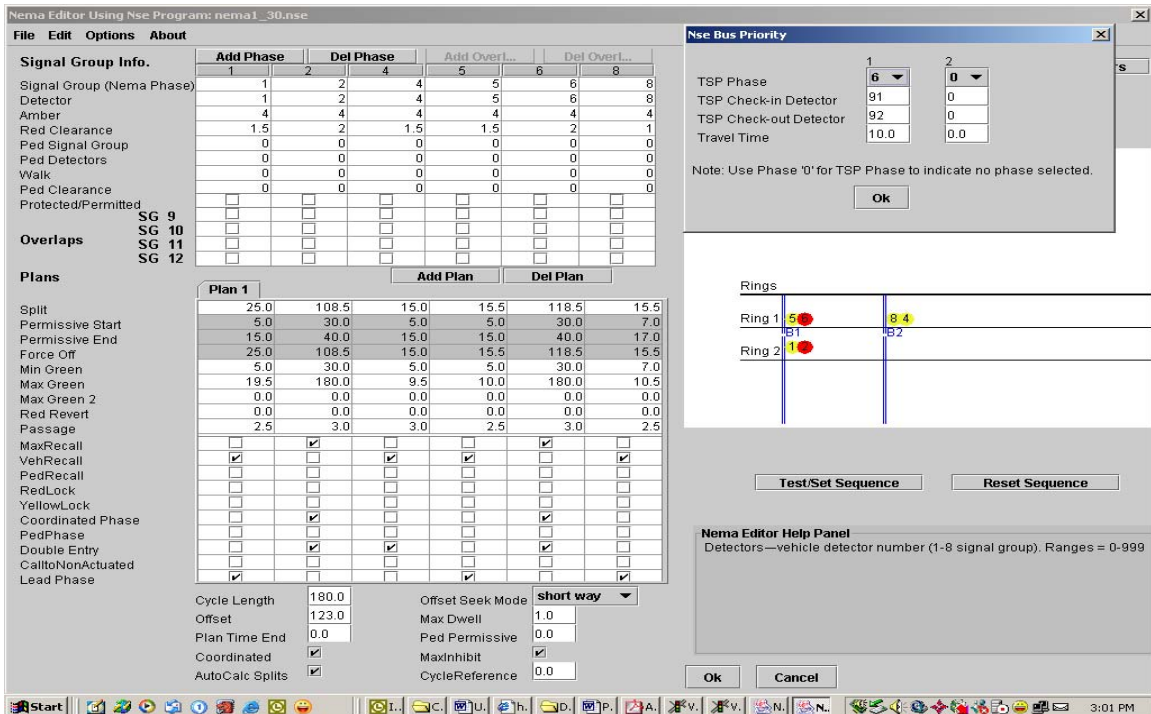 Nema Editor Using Nse Program: nema1_30.nse
File Edit Options About
Signal Group Info.
Add Phase Del Phase Add Overl... Del Overl...
1 2 4 5 6 8
Signal Group (Nema Phase) 1 2 4 5 6 8
Detector 1 2 4 5 6 8
Amber 4 4 4 4 4 4
Red Clearance 1.5 2 1.5 1.5 2 1
Ped Signal Group 0 0 0 0 0 0
Ped Detectors 0 0 0 0 0 0
Walk 0 0 0 0 0 0
Ped Clearance 0 0 0 0 0 0
Protected/Permitted
SG 9
SG 10
Overlaps
SG 11
SG 12
Plans
Add Plan Del Plan
Plan 1
Split 25.0 108.5 15.0 15.5 118.5 15.5
Permissive Start 5.0 30.0 5.0 5.0 30.0 7.0
Permissive End 15.0 40.0 15.0 15.0 40.0 17.0
Force Off 25.0 108.5 15.0 15.5 118.5 15.5
Min Green 5.0 30.0 5.0 5.0 30.0 7.0
Max Green 19.5 180.0 9.5 10.0 180.0 10.5
Max Green 2 0.0 0.0 0.0 0.0 0.0 0.0
Red Revert 0.0 0.0 0.0 0.0 0.0 0.0
Passage 2.5 3.0 3.0 2.5 3.0 2.5
MaxRecall
VehRecall
PedRecall
RedLock
YellowLock
Coordinated Phase
PedPhase
Double Entry
CalltoNonActuated
Lead Phase
Cycle Length 180.0 Offset Seek Mode short way
Offset 123.0 Max Dwell 1.0
Plan Time End 0.0 Ped Permissive 0.0
Coordinated MaxInhibit
AutoCalc Splits CycleReference 0.0
Nse Bus Priority
1 2
TSP Phase 6 0
TSP Check-in Detector 91 0
TSP Check-out Detector 92 0
Travel Time 10.0 0.0
Note: Use Phase '0' for TSP Phase to indicate no phase selected.
Ok
s
Rings
Ring 1 5 6 8 4
B1 B2
Ring 2 1 2
Test/Set Sequence Reset Sequence
Nema Editor Help Panel
Detectors—vehicle detector number (1-8 signal group). Ranges = 0-999
Ok Cancel
Start I.. C. U. h. D. P. A. V. V. N. N.. 3:01 PM